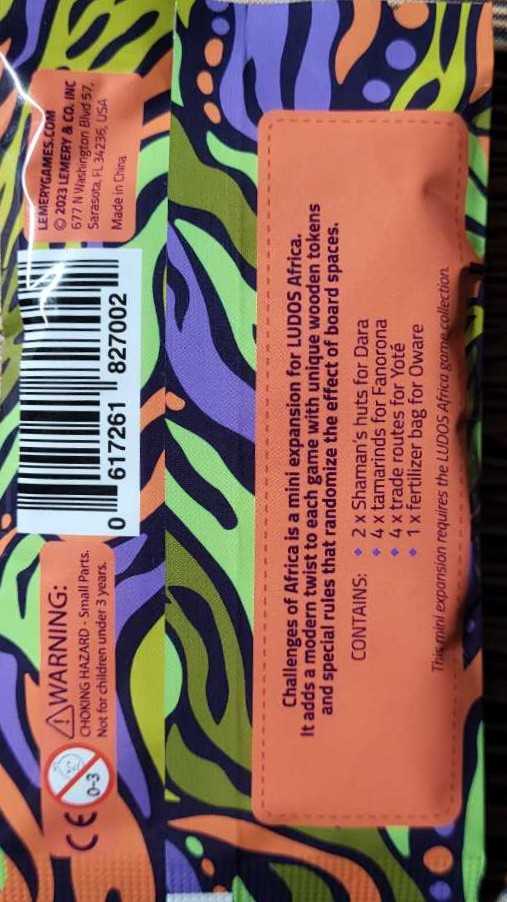 CE
0-3
WARNING:
CHOKING HAZARD - Small Parts.
Not for children under 3 years.
0 617261 827002
LEMERYGAMES.COM
© 2023 LEMERY & CO. INC
677 N Washington Blvd 57,
Sarasota, FL 34236, USA
Made in China
Challenges of Africa is a mini expansion for LUDOS Africa.
It adds a modern twist to each game with unique wooden tokens
and special rules that randomize the effect of board spaces.
CONTAINS:
2 x Shaman's huts for Dara
4 x tamarinds for Fanorona
4 x trade routes for Yoté
1 x fertilizer bag for Oware
This mini expansion requires the LUDOS Africa game collection.